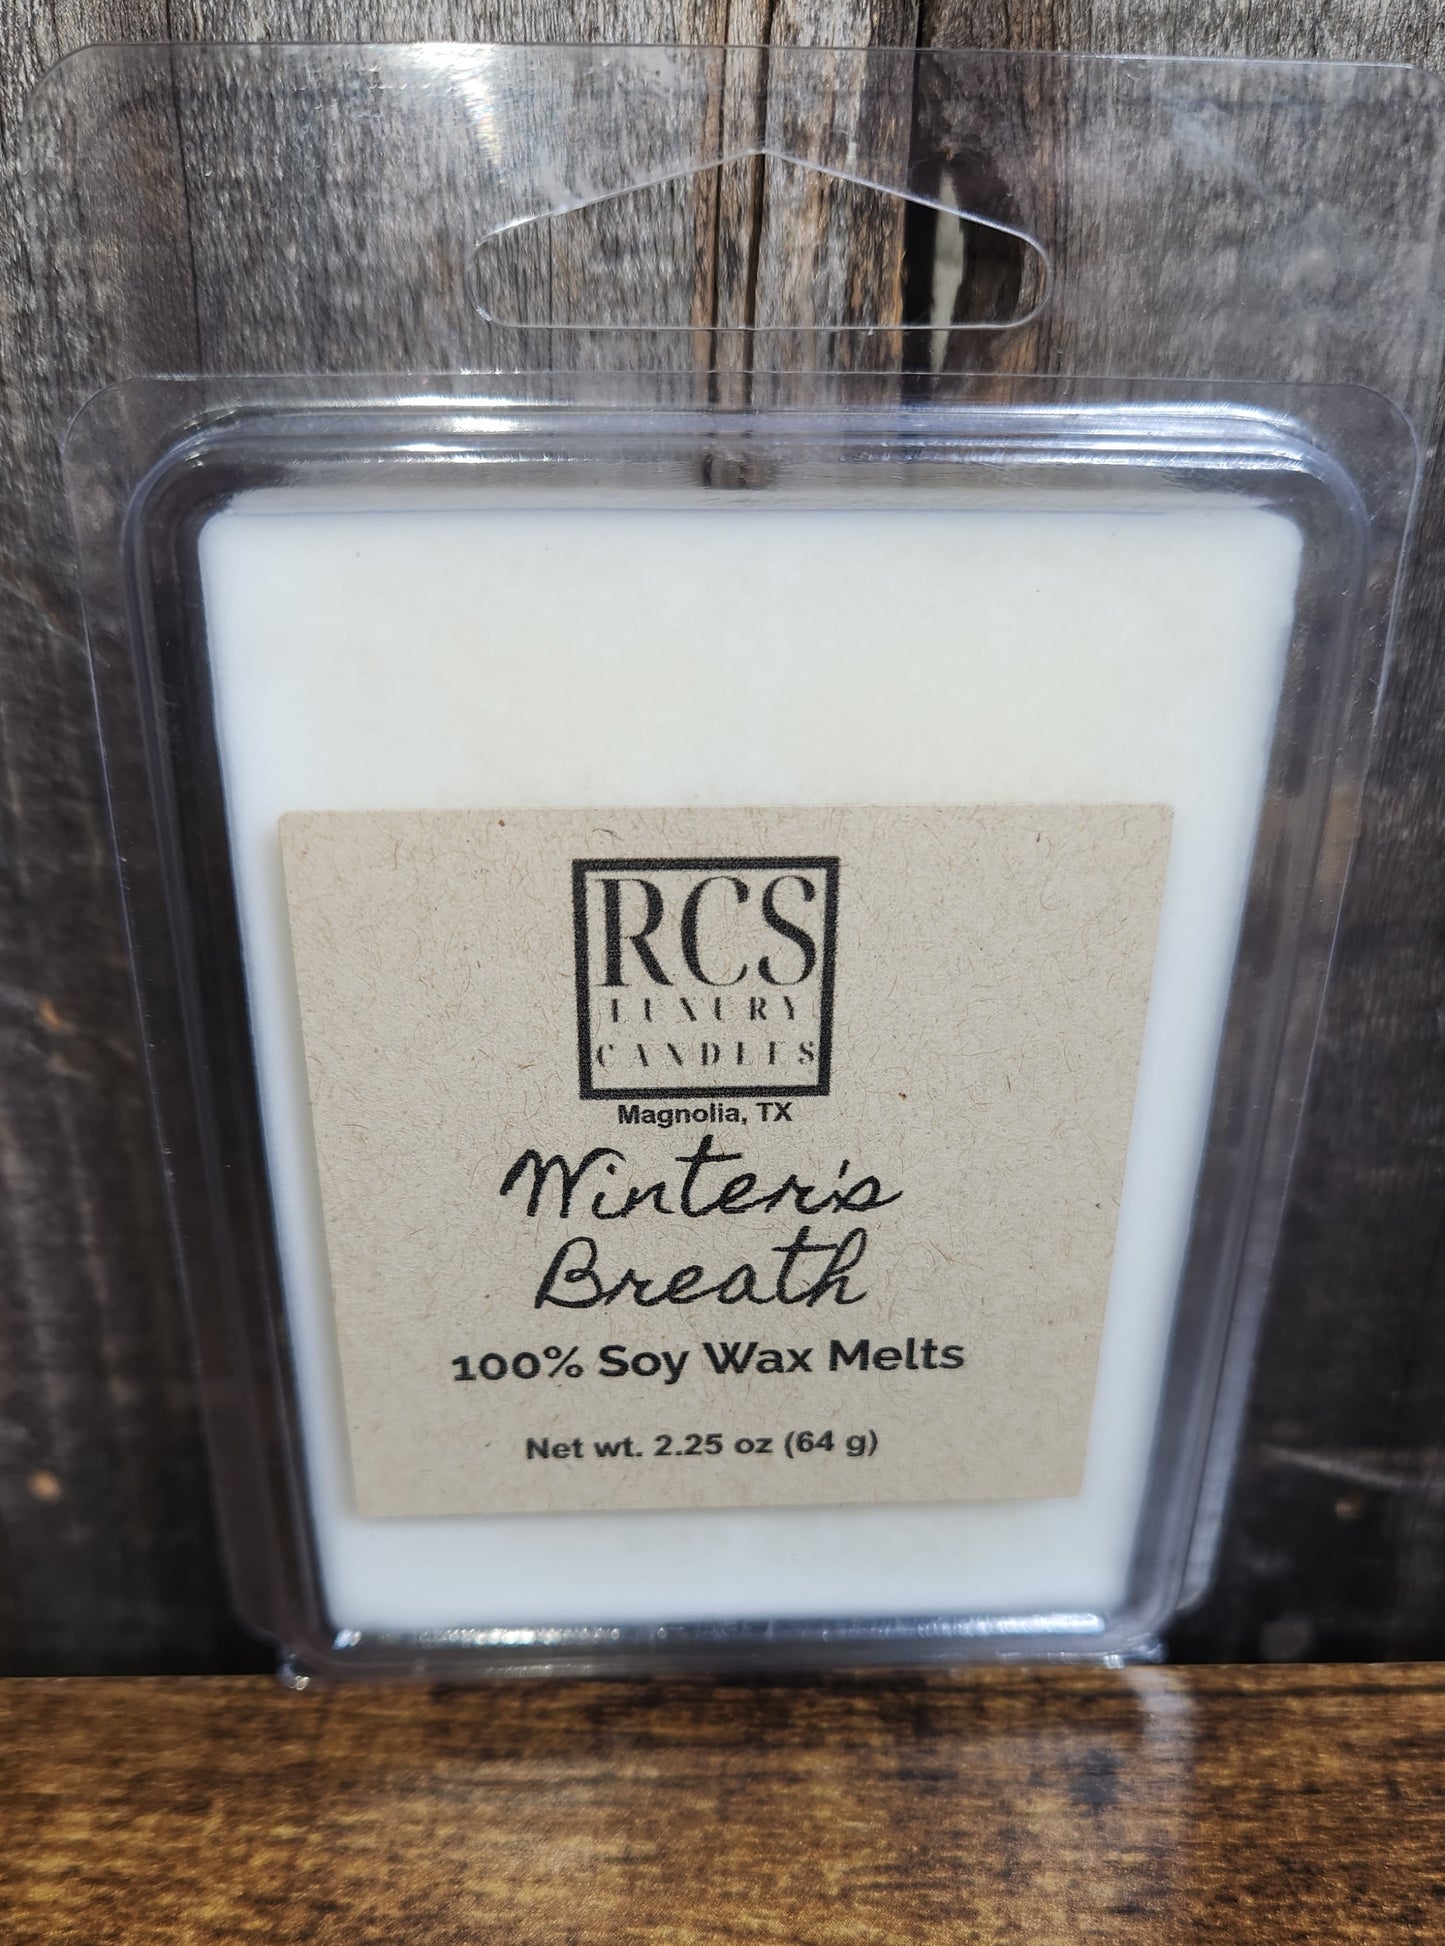 RCS
LUXURY
CANDLES
Magnolia, TX
Winter's
Breath
100% Soy Wax Melts
Net wt. 2.25 oz (64 g)